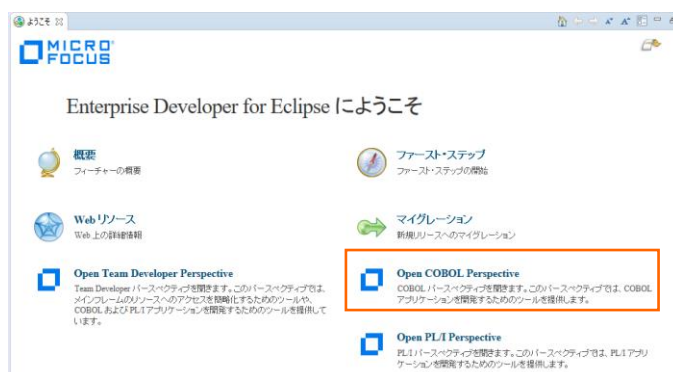 ようこそ
MICRO
FOCUS
Enterprise Developer for Eclipse にようこそ
概要
フィーチャーの概要
ファースト・ステップ
ファースト・ステップの開始
Web リソース
Web 上の詳細情報
マイグレーション
新規リリースへのマイグレーション
Open Team Developer Perspective
Team Developer パースペクティブを開きます。このパースペクティブでは、
メインフレームのリソースへのアクセスを簡略化するためのツールや、
COBOL および PL/I アプリケーションを開発するためのツールを提供して
います。
Open COBOL Perspective
COBOL パースペクティブを開きます。このパースペクティブでは、COBOL
アプリケーションを開発するためのツールを提供します。
Open PL/I Perspective
PL/I パースペクティブを開きます。このパースペクティブでは、PL/I アプリ
ケーションを開発するためのツールを提供します。